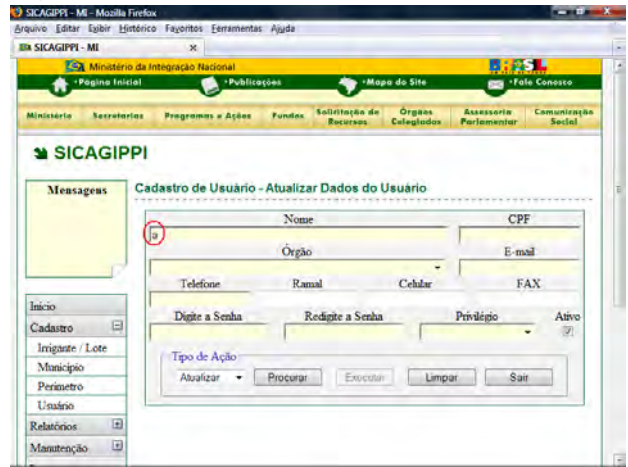 SICAGIPPI - MI - Mozilla Firefox
Arquivo Editar Exibir Histórico Favoritos Ferramentas Ajuda
SICAGIPPI - MI
Ministério da Integração Nacional
BRASIL
Página Inicial Publicações Mapa do Site Fale Conosco
Ministério Secretarias Programas e Ações Fundos Solicitação de Recursos Órgãos Colegiados Assessoria Parlamentar Comunicação Social
SICAGIPPI
Mensagens
Cadastro de Usuário - Atualizar Dados do Usuário
Nome CPF
a
Órgão E-mail
Telefone Ramal Celular FAX
Digite a Senha Redigite a Senha Privilégio Ativo
Tipo de Ação
Atualizar Procurar Executar Limpar Sair
Início
Cadastro
Irrigante / Lote
Município
Perímetro
Usuário
Relatórios
Manutenção